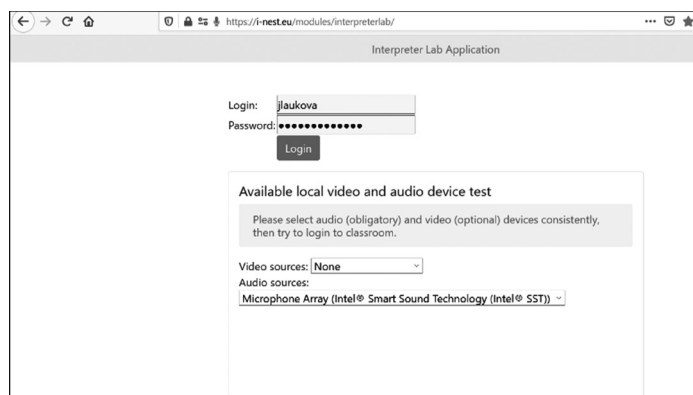 https://i-nest.eu/modules/interpreterlab/
Interpreter Lab Application
Login: jlaukova
Password: •••••••••••••
Login
Available local video and audio device test
Please select audio (obligatory) and video (optional) devices consistently,
then try to login to classroom.
Video sources: None
Audio sources:
Microphone Array (Intel® Smart Sound Technology (Intel® SST))